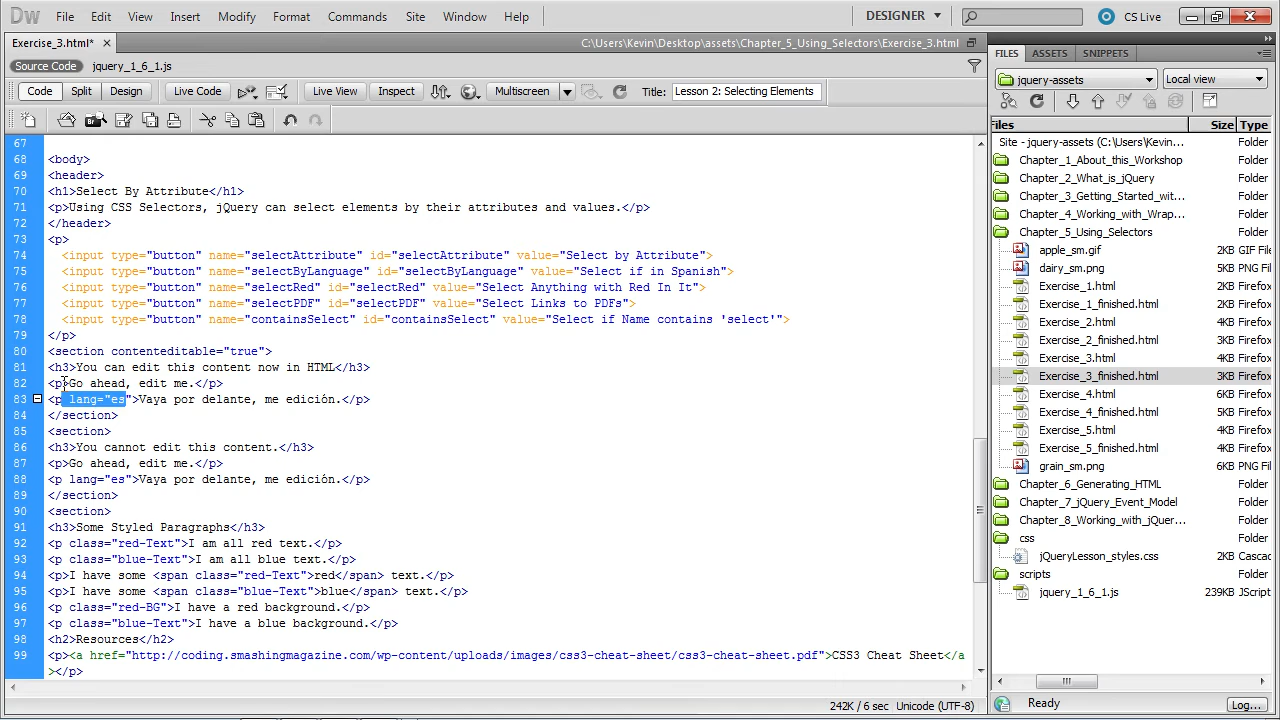 Dw File Edit View Insert Modify Format Commands Site Window Help DESIGNER CS Live
Exercise_3.html* C:\Users\Kevin\Desktop\assets\Chapter_5_Using_Selectors\Exercise_3.html
Source Code jquery_1_6_1.js
Code Split Design Live Code Live View Inspect Multiscreen Title: Lesson 2: Selecting Elements
67
68 <body>
69 <header>
70 <h1>Select By Attribute</h1>
71 <p>Using CSS Selectors, jQuery can elect elements by their attributes and values.</p>
72 </header>
73 <p>
74 <input type="button" name="selectAttribute" id="selectAttribute" value="Select by Attribute">
75 <input type="button" name="selectByLanguage" id="selectByLanguage" value="Select if in Spanish">
76 <input type="button" name="selectRed" id="selectRed" value="Select Anything with Red In It">
77 <input type="button" name="selectPDF" id="selectPDF" value="Select Links to PDFs">
78 <input type="button" name="containsSelect" id="containsSelect" value="Select if Name contains 'select'">
79 </p>
80 <section contenteditable="true">
81 <h3>You can edit this content now in HTML</h3>
82 <p>Go ahead, edit me.</p>
83 <p lang="es">Vaya por delante, me edición.</p>
84 </section>
85 <section>
86 <h3>You cannot edit this content.</h3>
87 <p>Go ahead, edit me.</p>
88 <p lang="es">Vaya por delante, me edición.</p>
89 </section>
90 <section>
91 <h3>Some Styled Paragraphs</h3>
92 <p class="red-Text">I am all red text.</p>
93 <p class="blue-Text">I am all blue text.</p>
94 <p>I have some <span class="red-Text">red</span> text.</p>
95 <p>I have some <span class="blue-Text">blue</span> text.</p>
96 <p class="red-BG">I have a red background.</p>
97 <p class="blue-Text">I have a blue background.</p>
98 <h2>Resources</h2>
99 <p><a href="http://coding.smashingmagazine.com/wp-content/uploads/images/css3-cheat-sheet/css3-cheat-sheet.pdf">CSS3 Cheat Sheet</a
></p>
242K / 6 sec Unicode (UTF-8)
FILES ASSETS SNIPPETS
jquery-assets Local view
Files Size Type
Site - jquery-assets (C:\Users\Kevin... Folder
Chapter_1_About_this_Workshop Folder
Chapter_2_What_is_jQuery Folder
Chapter_3_Getting_Started_wit... Folder
Chapter_4_Working_with_Wrap... Folder
Chapter_5_Using_Selectors Folder
apple_sm.gif 2KB GIF File
dairy_sm.png 5KB PNG File
Exercise_1.html 2KB Firefox
Exercise_1_finished.html 2KB Firefox
Exercise_2.html 4KB Firefox
Exercise_2_finished.html 4KB Firefox
Exercise_3.html 4KB Firefox
Exercise_3_finished.html 3KB Firefox
Exercise_4.html 6KB Firefox
Exercise_4_finished.html 4KB Firefox
Exercise_5.html 4KB Firefox
Exercise_5_finished.html 4KB Firefox
grain_sm.png 6KB PNG File
Chapter_6_Generating_HTML Folder
Chapter_7_jQuery_Event_Model Folder
Chapter_8_Working_with_jQuer... Folder
css Folder
jQueryLesson_styles.css 2KB Cascade
scripts Folder
jquery_1_6_1.js 239KB JScript
Ready Log...